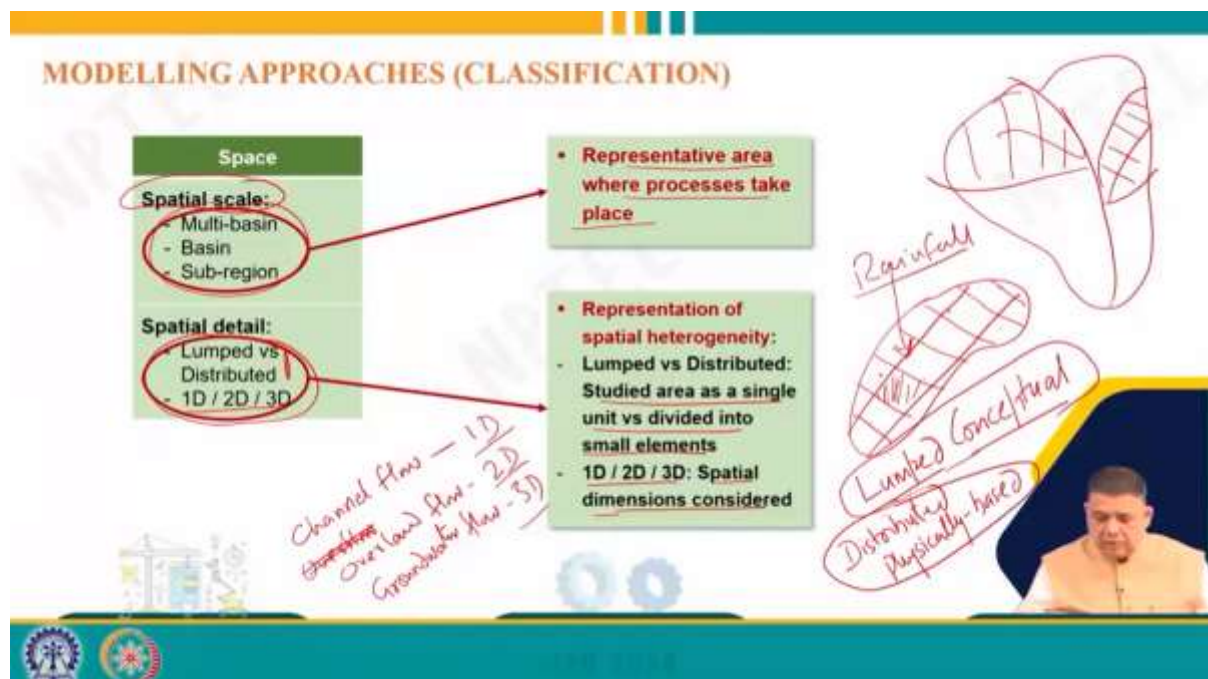 MODELLING APPROACHES (CLASSIFICATION)
Space
Spatial scale:
- Multi-basin
- Basin
- Sub-region
Spatial detail:
- Lumped vs
Distributed
- 1D / 2D / 3D
• Representative area
where processes take
place
• Representation of
spatial heterogeneity:
- Lumped vs Distributed:
Studied area as a single
unit vs divided into
small elements
- 1D / 2D / 3D: Spatial
dimensions considered
Channel flow — 1D
Overland flow - 2D
Groundwater flow - 3D
Rainfall
Lumped Conceptual
Distributed
physically-based
NPTEL
NPTEL
NPTEL